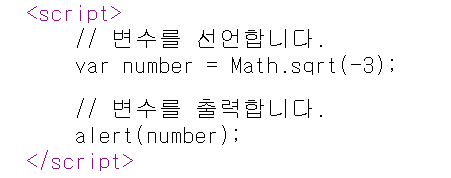 <script>
// 변수를 선언합니다.
var number = Math.sqrt(-3);
// 변수를 출력합니다.
alert(number);
</script>